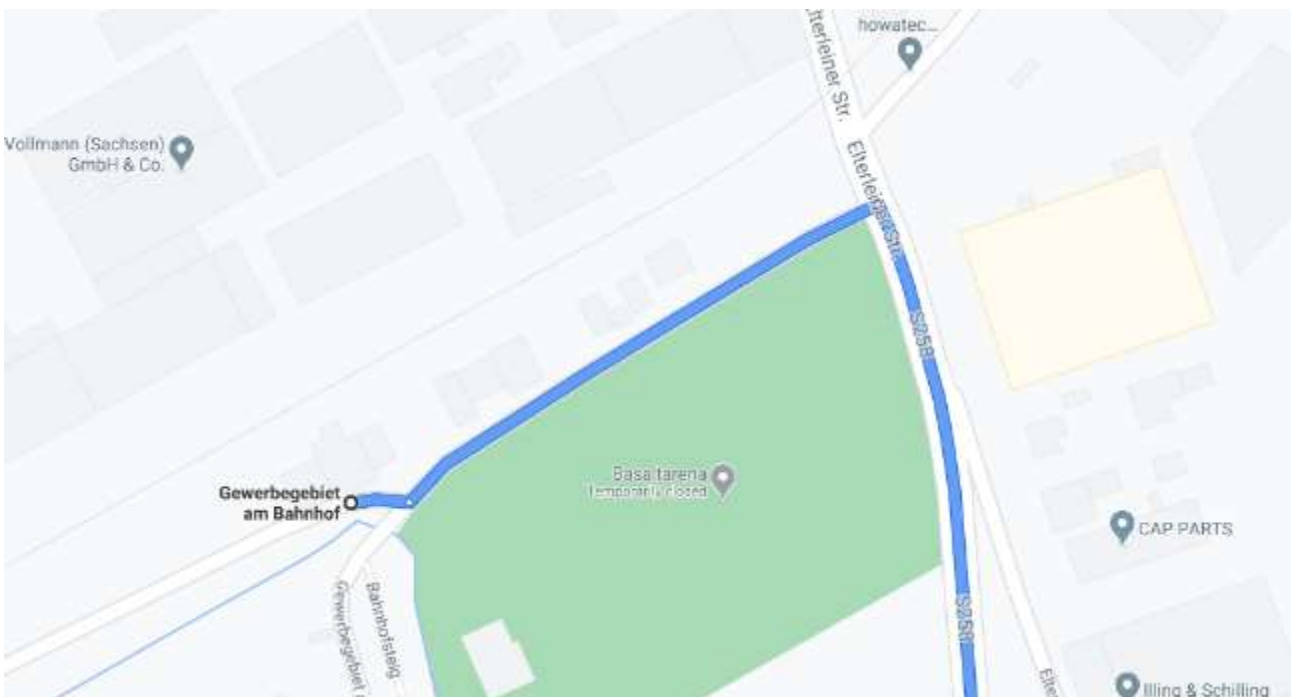 howatec...
Elterleiner Str.
Vollmann (Sachsen)
GmbH & Co.
Elterleiner Str.
S258
Basaltarena
Temporarily closed
Gewerbegebiet
am Bahnhof
CAP PARTS
Gewerbegebiet
Bahnhofsteig
S258
Elte
Illing & Schilling